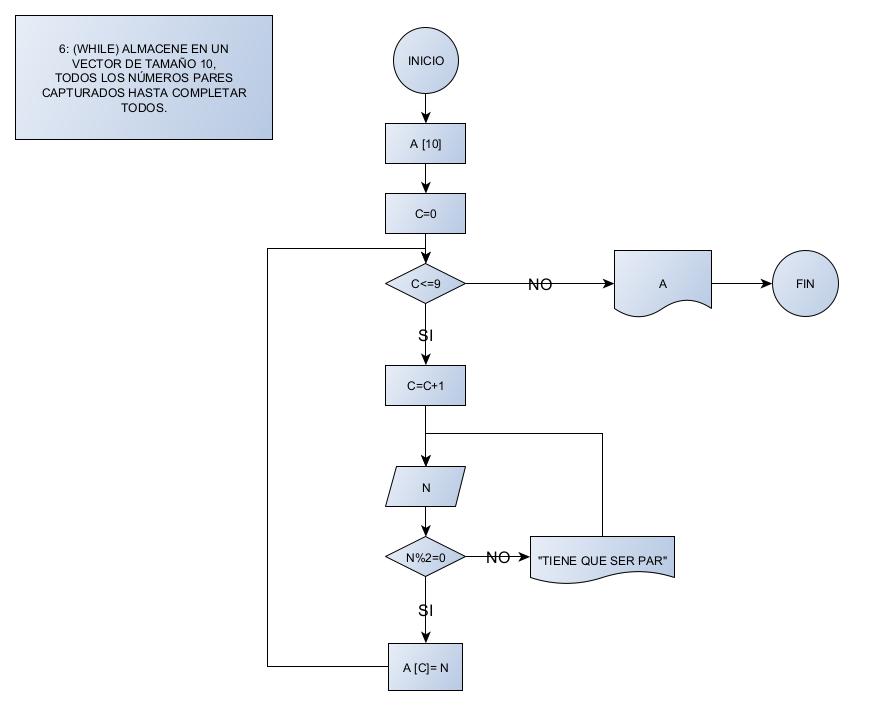 6: (WHILE) ALMACENE EN UN
VECTOR DE TAMAÑO 10,
TODOS LOS NÚMEROS PARES
CAPTURADOS HASTA COMPLETAR
TODOS.
INICIO
A [10]
C=0
C<=9
NO
A
FIN
SI
C=C+1
N
N%2=0
NO
"TIENE QUE SER PAR"
SI
A [C]= N